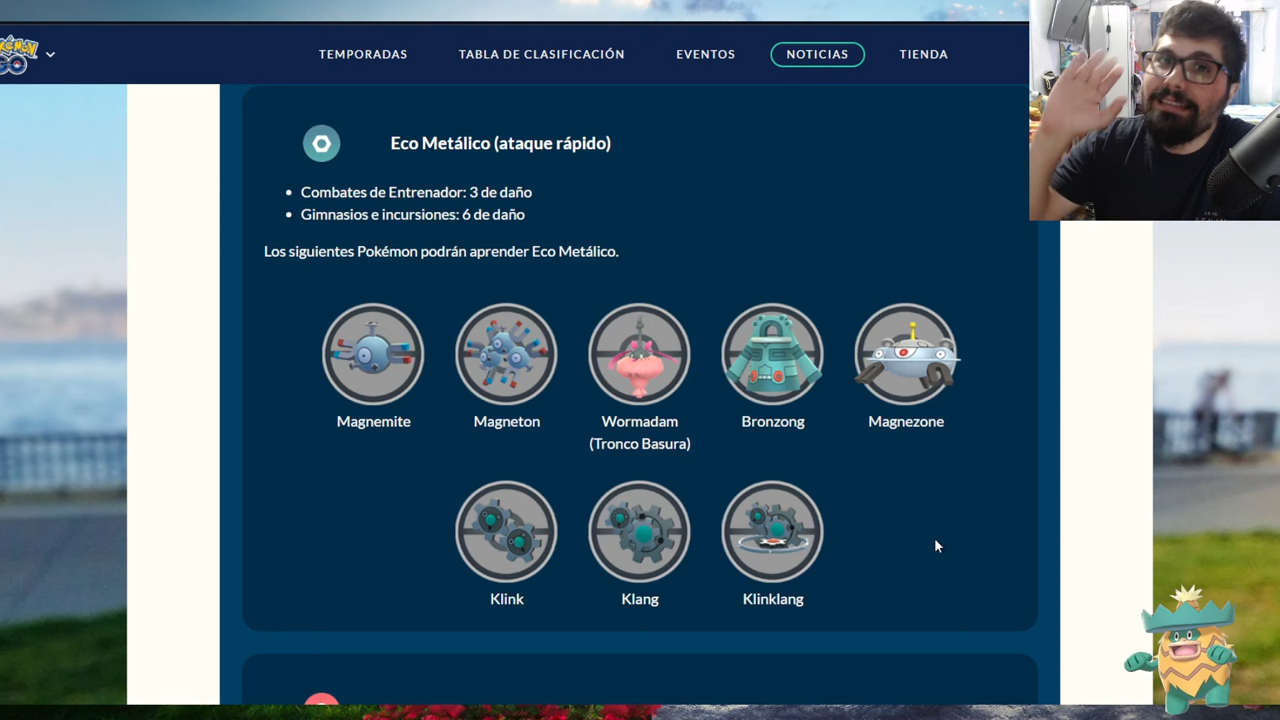 TEMPORADAS
TABLA DE CLASIFICACIÓN
EVENTOS
NOTICIAS
TIENDA
Eco Metálico (ataque rápido)
• Combates de Entrenador: 3 de daño
• Gimnasios e incursiones: 6 de daño
Los siguientes Pokémon podrán aprender Eco Metálico.
Magnemite
Magneton
Wormadam
(Tronco Basura)
Bronzong
Magnezone
Klink
Klang
Klinklang